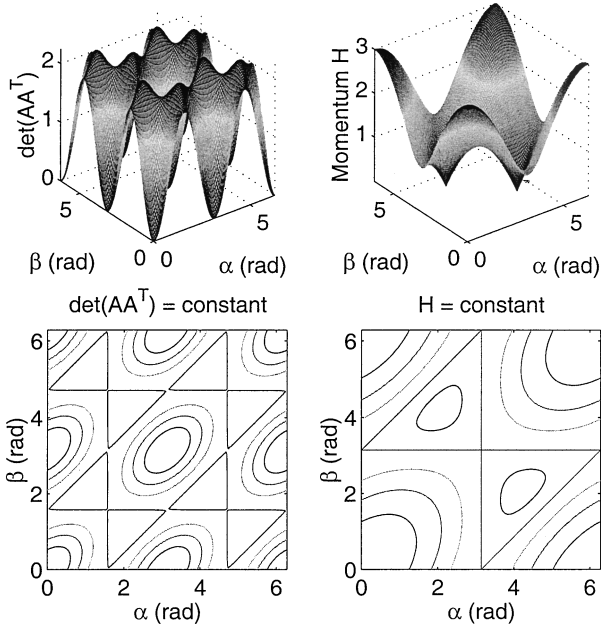 det(AA^T)
2
1
0
5
β (rad)
0 0
5
α (rad)
Momentum H
3
2
1
5
β (rad)
0 0
5
α (rad)
det(AA^T) = constant
6
4
2
0
β (rad)
0 2 4 6
α (rad)
H = constant
6
4
2
0
β (rad)
0 2 4 6
α (rad)